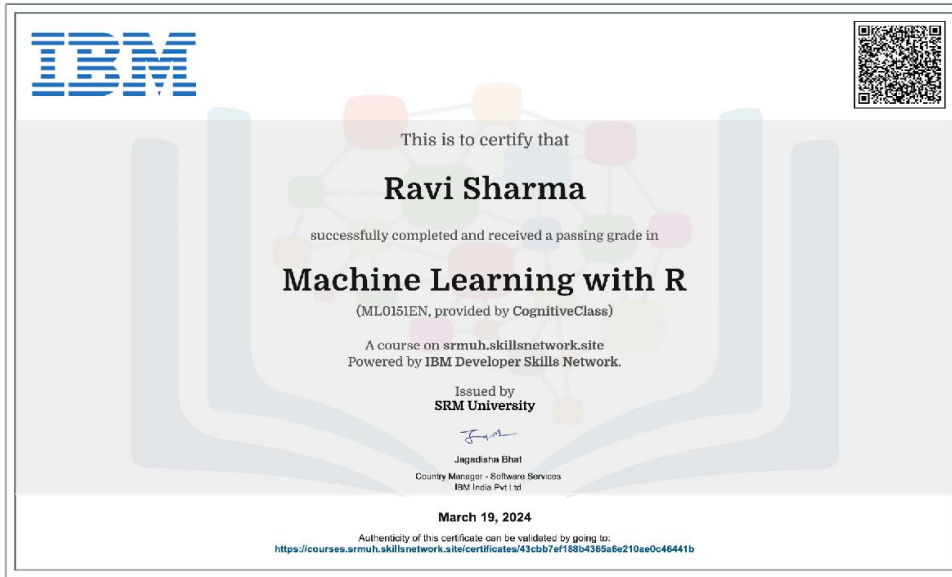 IBM
This is to certify that
Ravi Sharma
successfully completed and received a passing grade in
Machine Learning with R
(ML0151EN, provided by CognitiveClass)
A course on srmuh.skillsnetwork.site
Powered by IBM Developer Skills Network.
Issued by
SRM University
Jagadisha Bhat
Country Manager - Software Services
IBM India Pvt Ltd
March 19, 2024
Authenticity of this certificate can be validated by going to:
https://courses.srmuh.skillsnetwork.site/certificates/43cbb7ef188b4365a6e210ae0c46441b